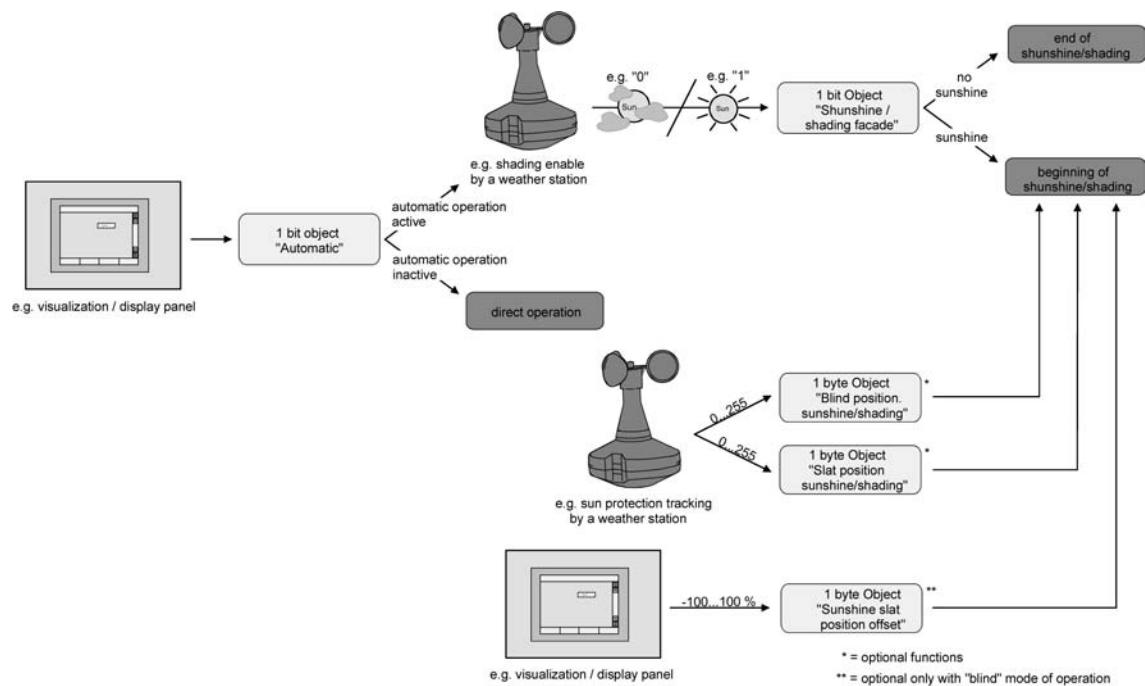 end of
shunshine/shading
e.g. "0"
e.g. "1"
no
sunshine
Sun
Sun
1 bit Object
"Shunshine /
shading facade"
sunshine
e.g. shading enable
by a weather station
beginning of
shunshine/shading
automatic operation
active
1 bit object
"Automatic"
automatic operation
inactive
e.g. visualization / display panel
direct operation
0...255
1 byte Object
"Blind position.
sunshine/shading"
*
0...255
1 byte Object
"Slat position
sunshine/shading"
*
e.g. sun protection tracking
by a weather station
-100...100 %
1 byte Object
"Sunshine slat
position offset"
**
e.g. visualization / display panel
* = optional functions
** = optional only with "blind" mode of operation